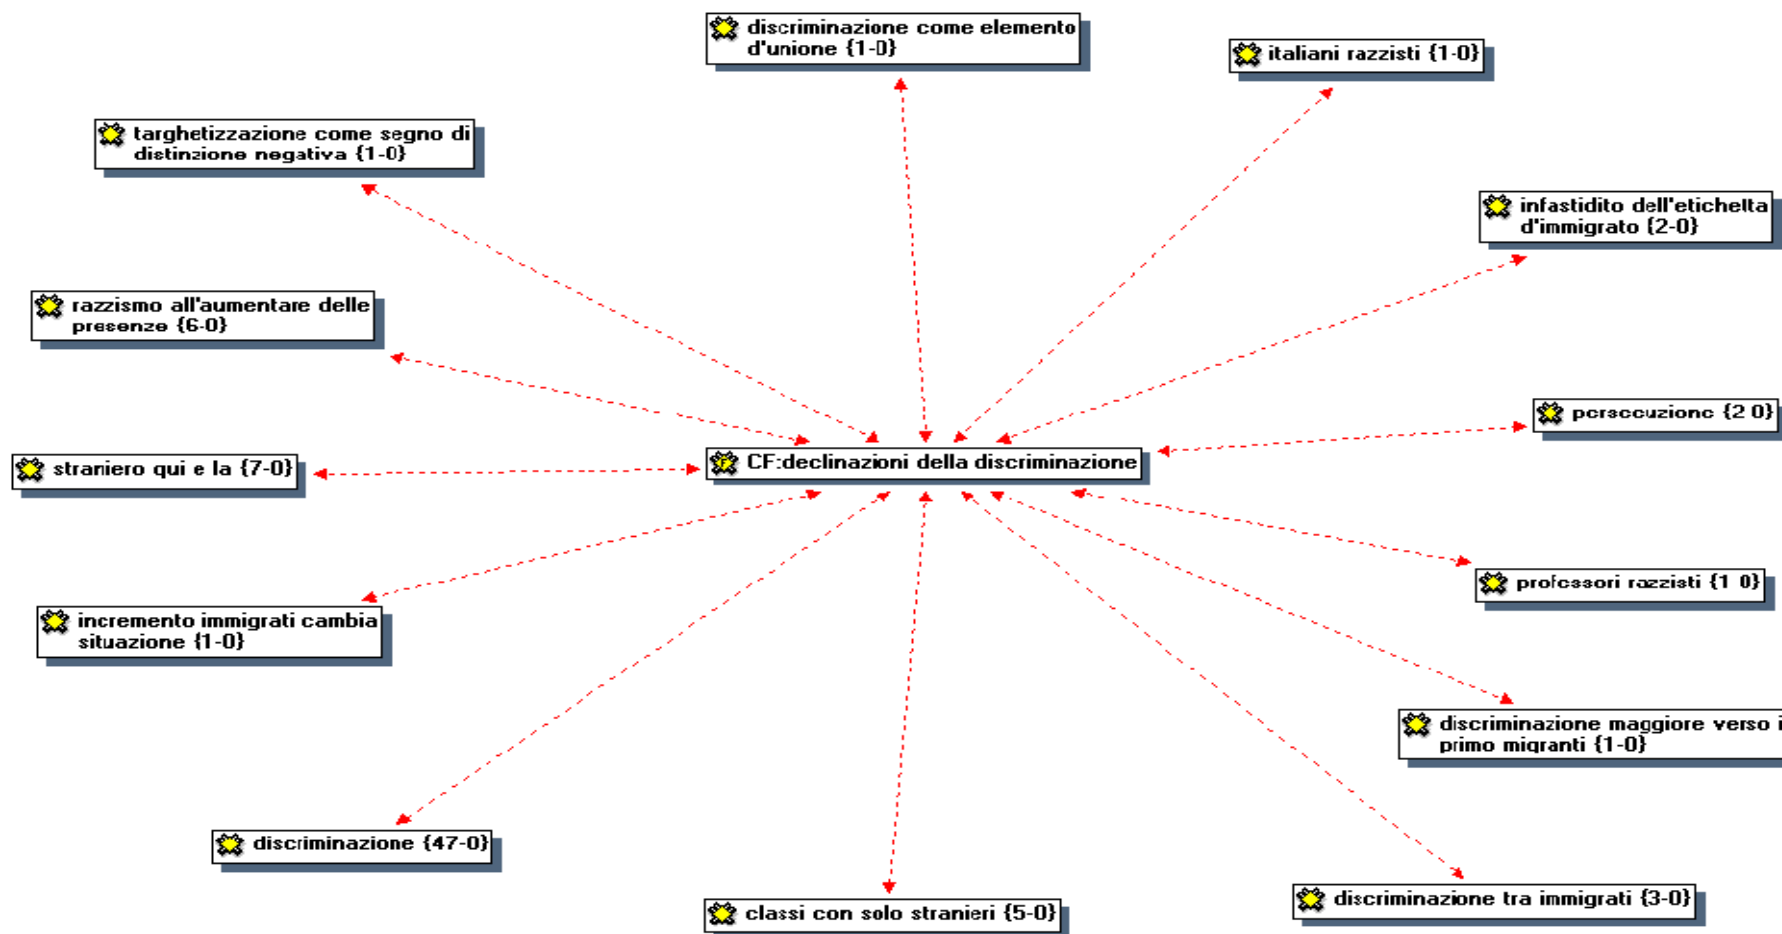 discriminazione come elemento
d'unione {1-0}
italiani razzisti {1-0}
targhetizzazione come segno di
distinzione negativa {1-0}
infastidito dell'etichetta
d'immigrato {2-0}
razzismo all'aumentare delle
presenze {6-0}
persecuzione {2 0}
straniero qui e la {7-0}
CF:declinazioni della discriminazione
professori razzisti {1 0}
incremento immigrati cambia
situazione {1-0}
discriminazione maggiore verso i
primo migranti {1-0}
discriminazione {47-0}
discriminazione tra immigrati {3-0}
classi con solo stranieri {5-0}